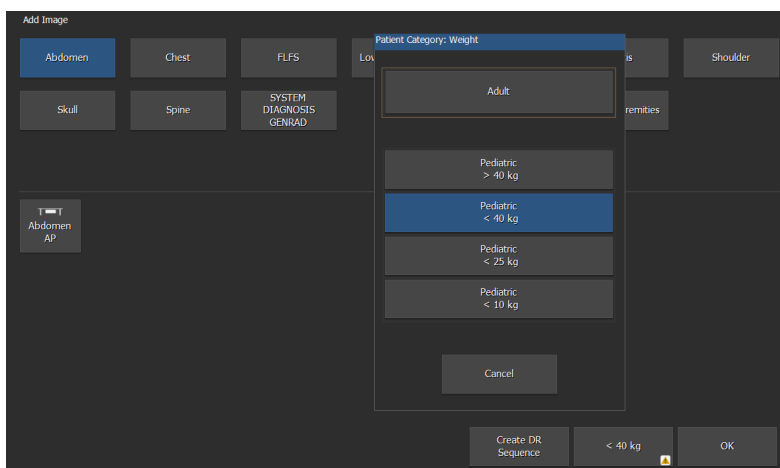 Add Image
Patient Category: Weight
Abdomen
Chest
FLFS
Lov
is
Shoulder
Adult
Skull
Spine
SYSTEM
DIAGNOSIS
GENRAD
remities
Pediatric
> 40 kg
Pediatric
< 40 kg
Pediatric
< 25 kg
Pediatric
< 10 kg
Abdomen
AP
Cancel
Create DR
Sequence
< 40 kg
OK